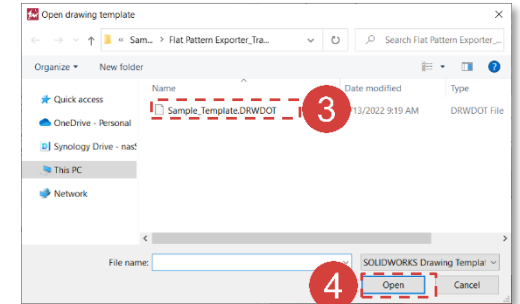 Open drawing template
« Sam... > Flat Pattern Exporter_Tra...
Search Flat Pattern Exporter_...
Organize
New folder
Name
Date modified
Type
Quick access
OneDrive - Personal
Synology Drive - nas
This PC
Network
Sample_Template.DRWDOT
3
/13/2022 9:19 AM
DRWDOT File
File name:
SOLIDWORKS Drawing Templat
4
Open
Cancel